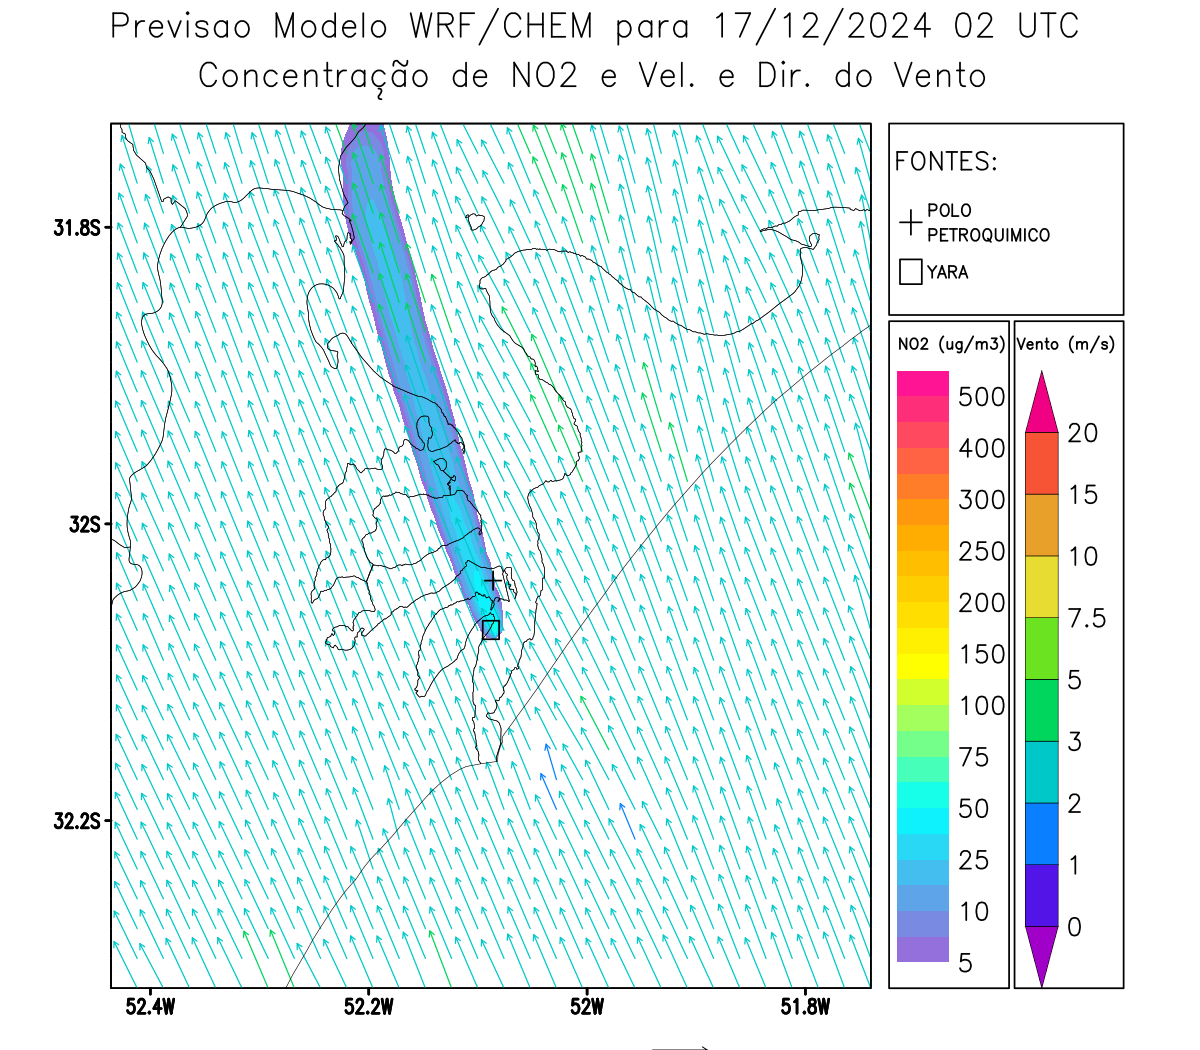 Previsao Modelo WRF/CHEM para 17/12/2024 02 UTC
Concentração de NO2 e Vel. e Dir. do Vento
FONTES:
POLO
PETROQUIMICO
YARA
NO2 (ug/m3)
500
400
300
250
200
150
100
75
50
25
10
5
Vento (m/s)
20
15
10
7.5
5
3
2
1
0
31.8S
32S
32.2S
52.4W
52.2W
52W
51.8W